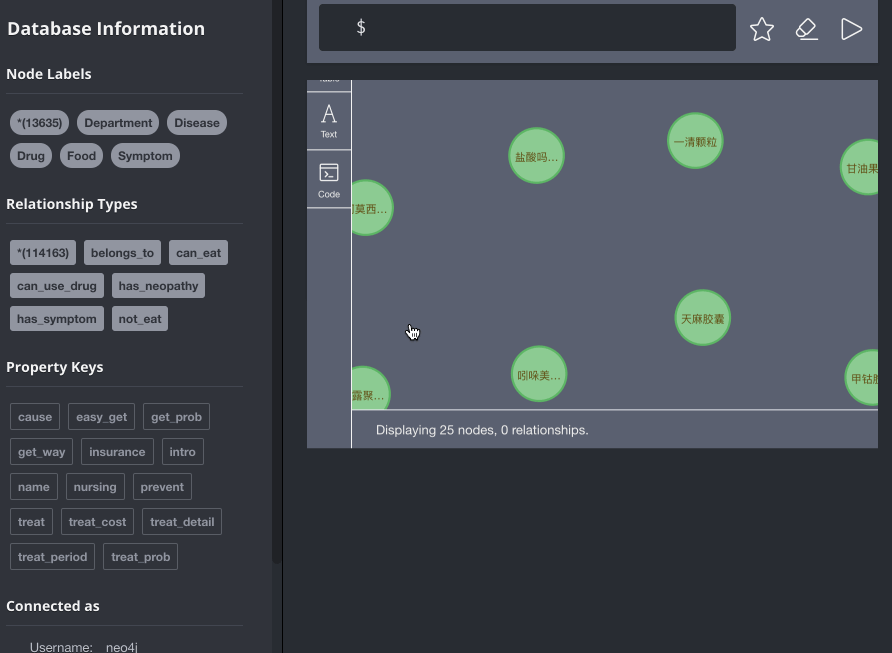 Database Information
$
Node Labels
*(13635) Department Disease
Drug Food Symptom
Relationship Types
*(114163) belongs_to can_eat
can_use_drug has_neopathy
has_symptom not_eat
Property Keys
cause easy_get get_prob
get_way insurance intro
name nursing prevent
treat treat_cost treat_detail
treat_period treat_prob
Connected as
Username: neo4j
Text
Code
盐酸吗...
一清颗粒
甘油果
莫西...
天麻胶囊
吲哚美...
露聚...
甲钴胺
Displaying 25 nodes, 0 relationships.